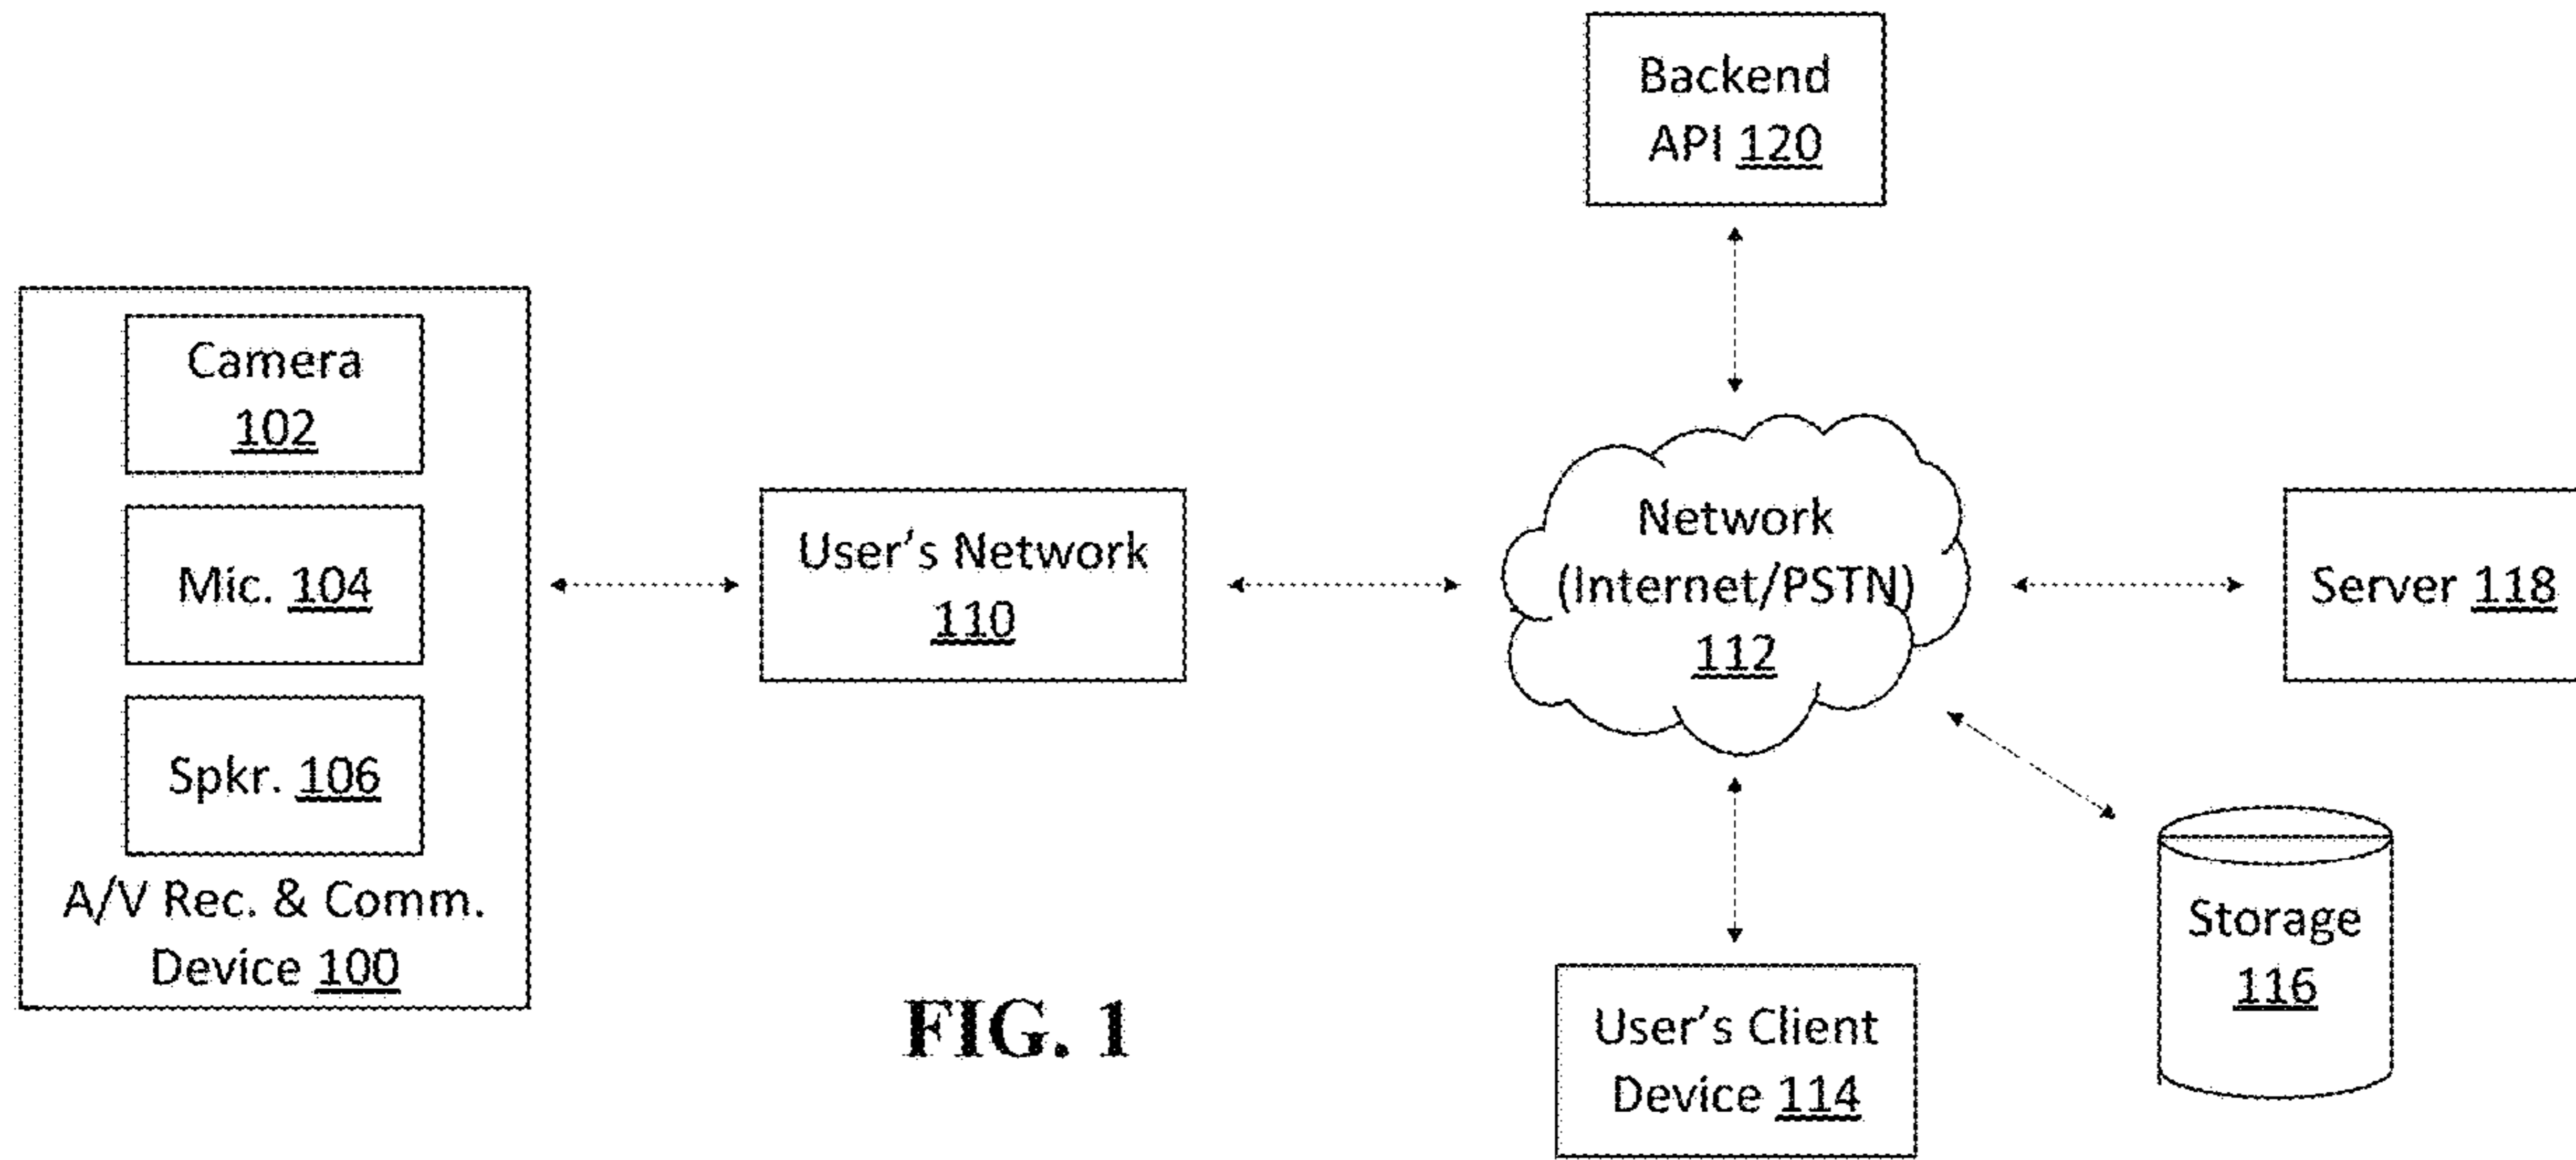 Backend
API 120
Camera
102
Mic. 104
Spkr. 106
A/V Rec. & Comm.
Device 100
User's Network
110
Network
(Internet/PSTN)
112
Server 118
Storage
116
User's Client
Device 114
FIG. 1